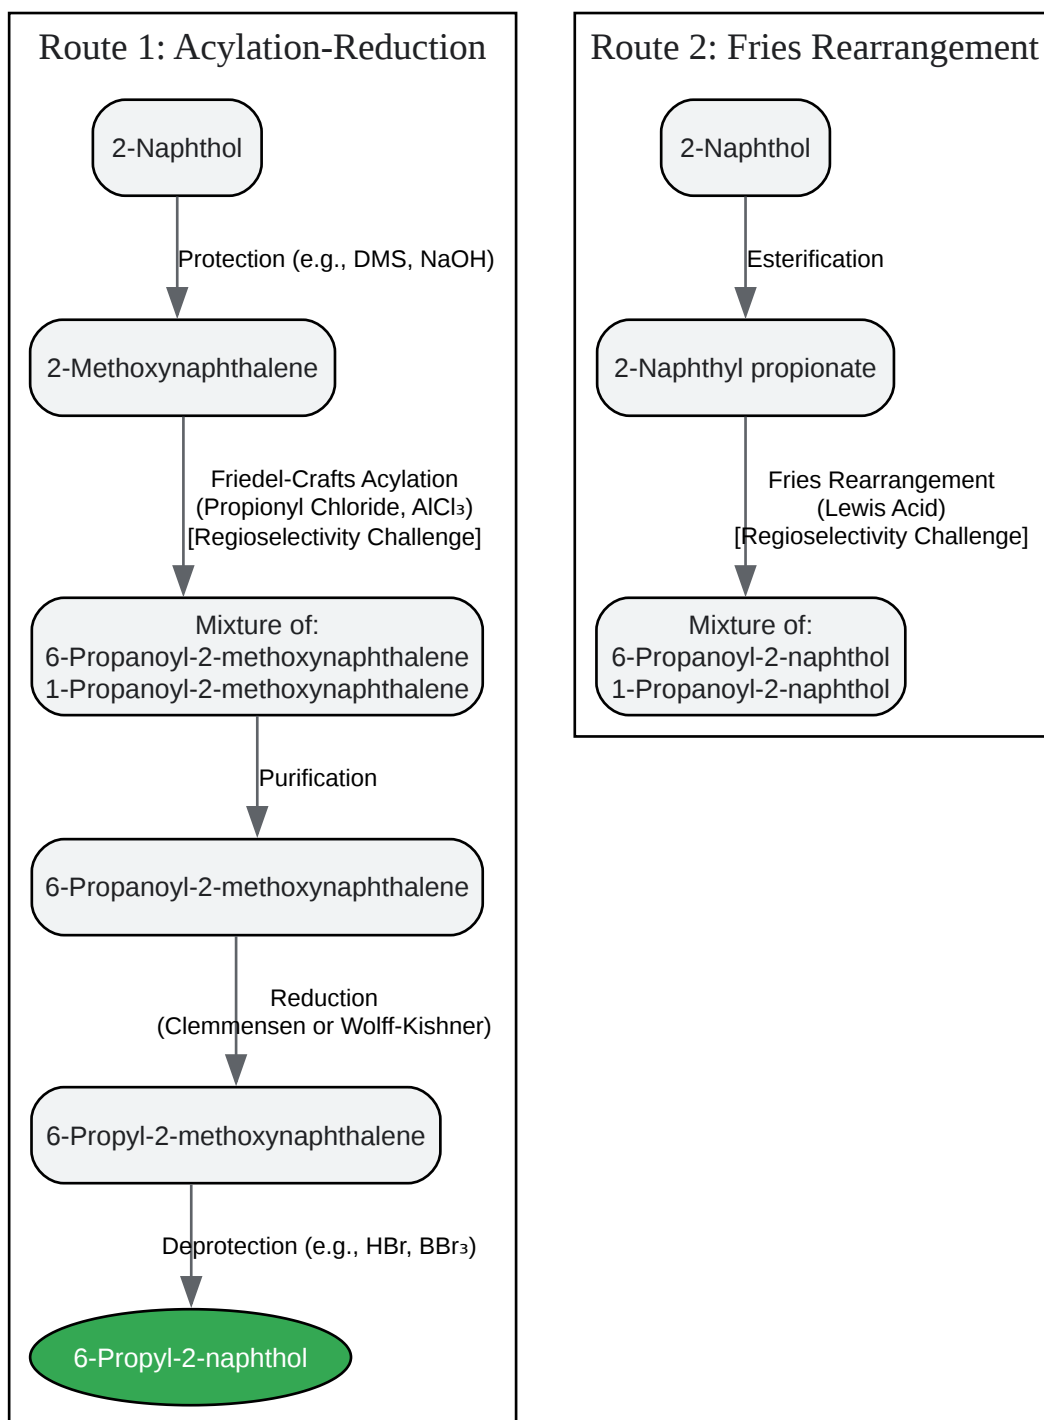 Route 1: Acylation-Reduction
2-Naphthol
Protection (e.g., DMS, NaOH)
2-Methoxynaphthalene
Friedel-Crafts Acylation
(Propionyl Chloride, AlCl₃)
[Regioselectivity Challenge]
Mixture of:
6-Propanoyl-2-methoxynaphthalene
1-Propanoyl-2-methoxynaphthalene
Purification
6-Propanoyl-2-methoxynaphthalene
Reduction
(Clemmensen or Wolff-Kishner)
6-Propyl-2-methoxynaphthalene
Deprotection (e.g., HBr, BBr₃)
6-Propyl-2-naphthol
Route 2: Fries Rearrangement
2-Naphthol
Esterification
2-Naphthyl propionate
Fries Rearrangement
(Lewis Acid)
[Regioselectivity Challenge]
Mixture of:
6-Propanoyl-2-naphthol
1-Propanoyl-2-naphthol